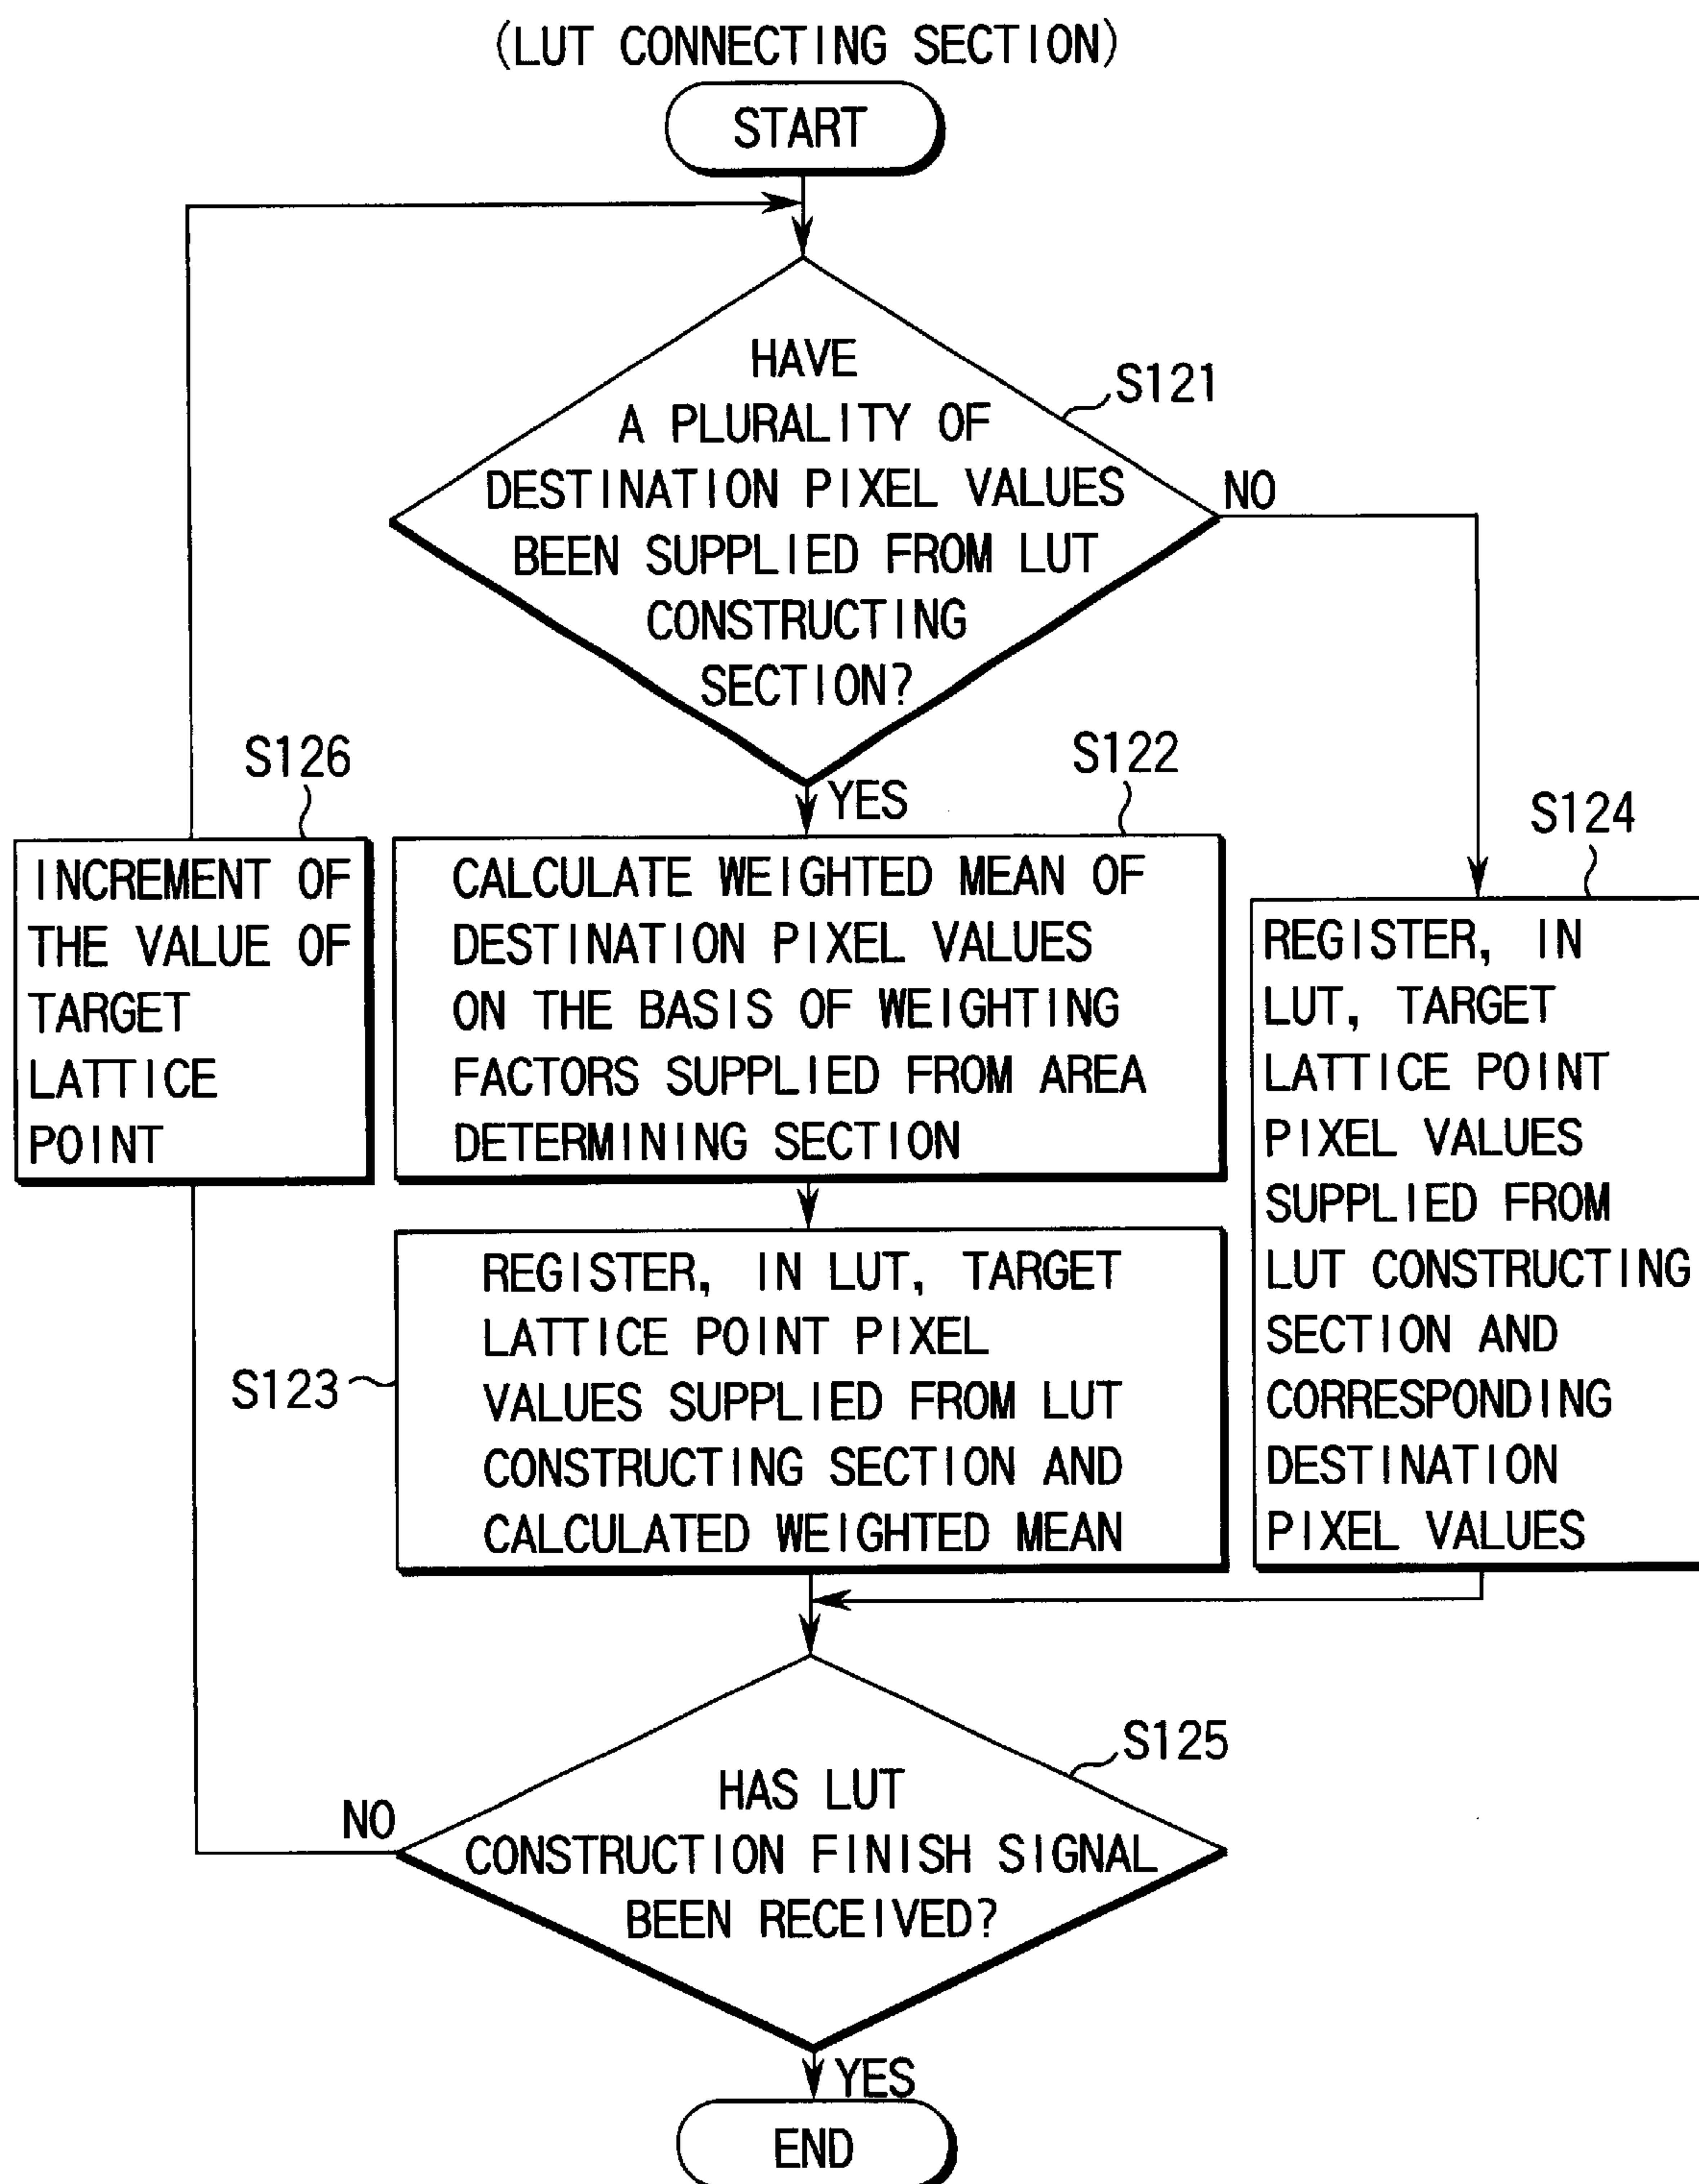 (LUT CONNECTING SECTION)
START
HAVE
A PLURALITY OF
DESTINATION PIXEL VALUES
BEEN SUPPLIED FROM LUT
CONSTRUCTING
SECTION?
S121
NO
YES
S122
CALCULATE WEIGHTED MEAN OF
DESTINATION PIXEL VALUES
ON THE BASIS OF WEIGHTING
FACTORS SUPPLIED FROM AREA
DETERMINING SECTION
S123
REGISTER, IN LUT, TARGET
LATTICE POINT PIXEL
VALUES SUPPLIED FROM LUT
CONSTRUCTING SECTION AND
CALCULATED WEIGHTED MEAN
S124
REGISTER, IN
LUT, TARGET
LATTICE POINT
PIXEL VALUES
SUPPLIED FROM
LUT CONSTRUCTING
SECTION AND
CORRESPONDING
DESTINATION
PIXEL VALUES
S125
HAS LUT
CONSTRUCTION FINISH SIGNAL
BEEN RECEIVED?
NO
S126
INCREMENT OF
THE VALUE OF
TARGET
LATTICE
POINT
YES
END